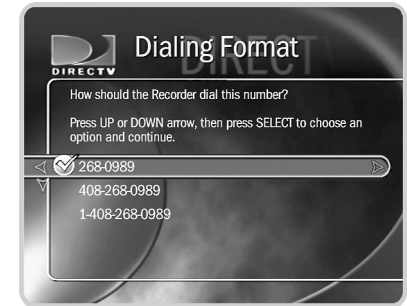 DIRECT
Dialing Format
DIRECTV
How should the Recorder dial this number?
Press UP or DOWN arrow, then press SELECT to choose an
option and continue.
268-0989
408-268-0989
1-408-268-0989